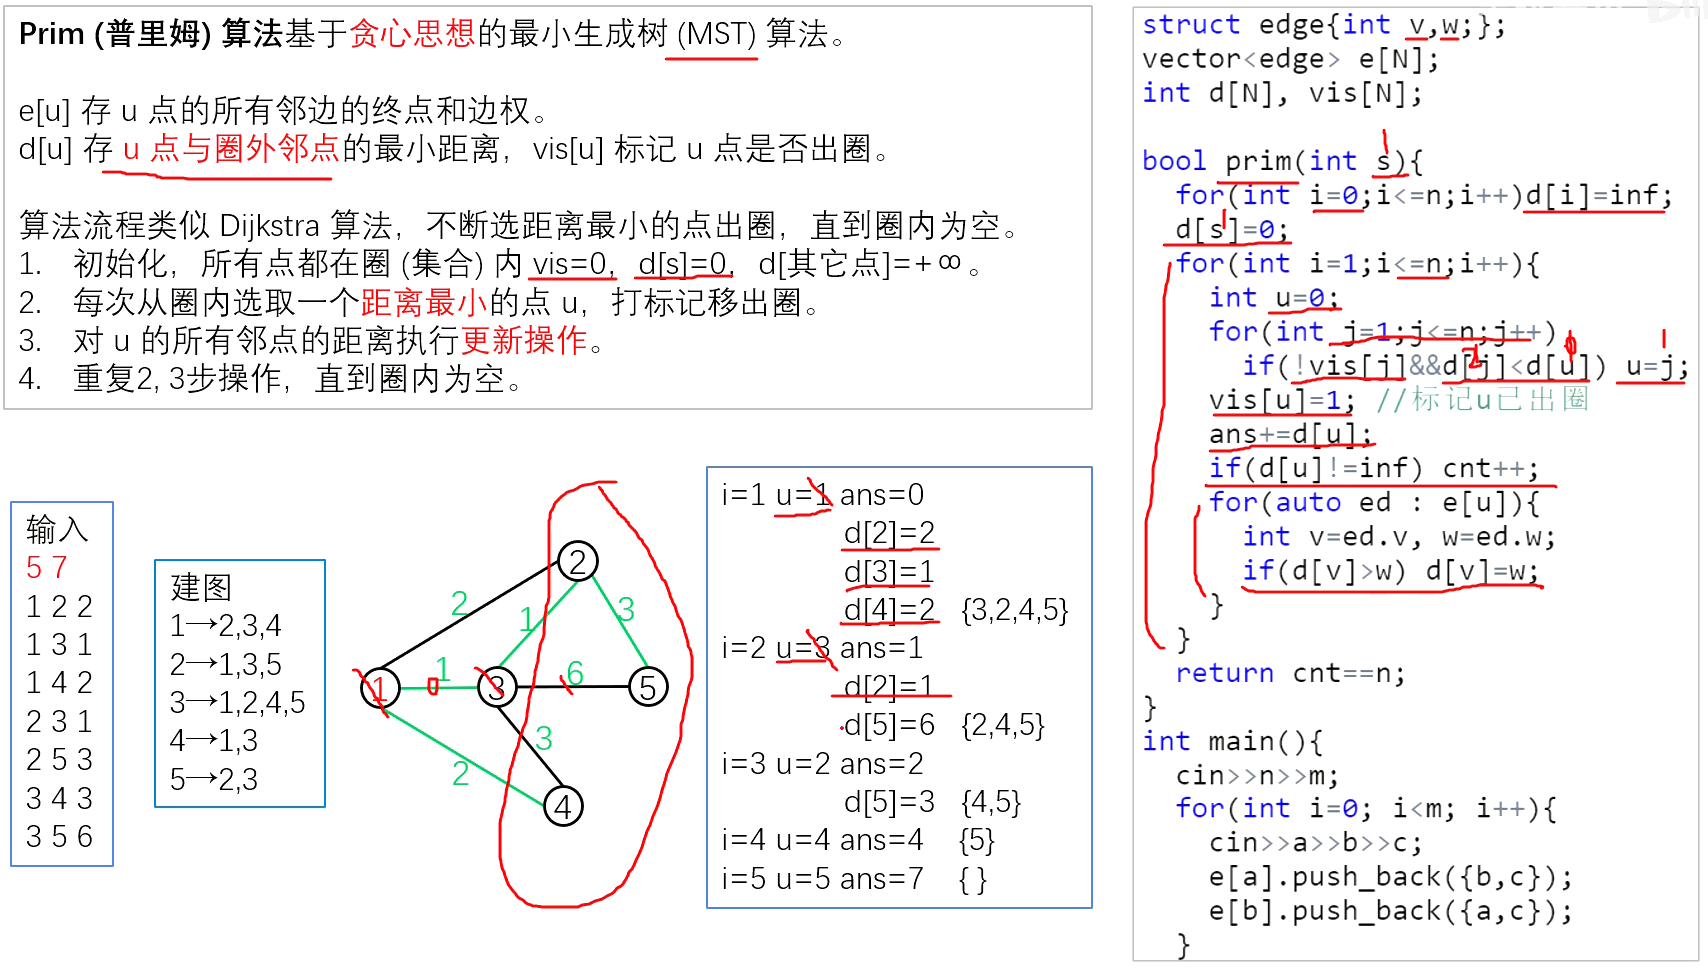 Prim (普里姆) 算法基于贪心思想的最小生成树 (MST) 算法。
e[u] 存 u 点的所有邻边的终点和边权。
d[u] 存 u 点与圈外邻点的最小距离，vis[u] 标记 u 点是否出圈。
算法流程类似 Dijkstra 算法，不断选距离最小的点出圈，直到圈内为空。
1. 初始化，所有点都在圈 (集合) 内 vis=0，d[s]=0，d[其它点]=+∞。
2. 每次从圈内选取一个距离最小的点 u，打标记移出圈。
3. 对 u 的所有邻点的距离执行更新操作。
4. 重复2, 3步操作，直到圈内为空。
输入
5 7
1 2 2
1 3 1
1 4 2
2 3 1
2 5 3
3 4 3
3 5 6
建图
1→2,3,4
2→1,3,5
3→1,2,4,5
4→1,3
5→2,3
2
2
1
3
1
6
1
3
5
3
2
4
i=1 u=1 ans=0
d[2]=2
d[3]=1
d[4]=2 {3,2,4,5}
i=2 u=3 ans=1
d[2]=1
d[5]=6 {2,4,5}
i=3 u=2 ans=2
d[5]=3 {4,5}
i=4 u=4 ans=4 {5}
i=5 u=5 ans=7 { }
struct edge{int v,w;};
vector<edge> e[N];
int d[N], vis[N];
bool prim(int s){
for(int i=0;i<=n;i++)d[i]=inf;
d[s]=0;
for(int i=1;i<=n;i++){
int u=0;
for(int j=1;j<=n;j++)
if(!vis[j]&&d[j]<d[u]) u=j;
vis[u]=1; //标记u已出圈
ans+=d[u];
if(d[u]!=inf) cnt++;
for(auto ed : e[u]){
int v=ed.v, w=ed.w;
if(d[v]>w) d[v]=w;
}
}
return cnt==n;
}
int main(){
cin>>n>>m;
for(int i=0; i<m; i++){
cin>>a>>b>>c;
e[a].push_back({b,c});
e[b].push_back({a,c});
}